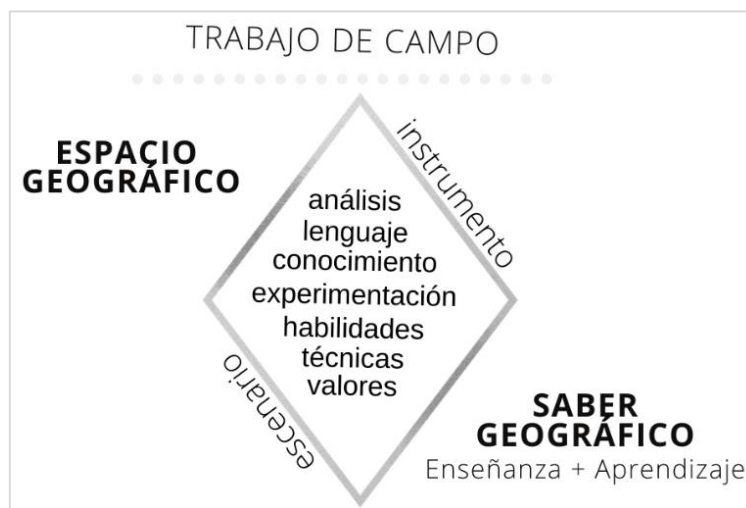 TRABAJO DE CAMPO
ESPACIO
GEOGRÁFICO
instrumento
análisis
lenguaje
conocimiento
experimentación
habilidades
técnicas
valores
escenario
SABER
GEOGRÁFICO
Enseñanza + Aprendizaje